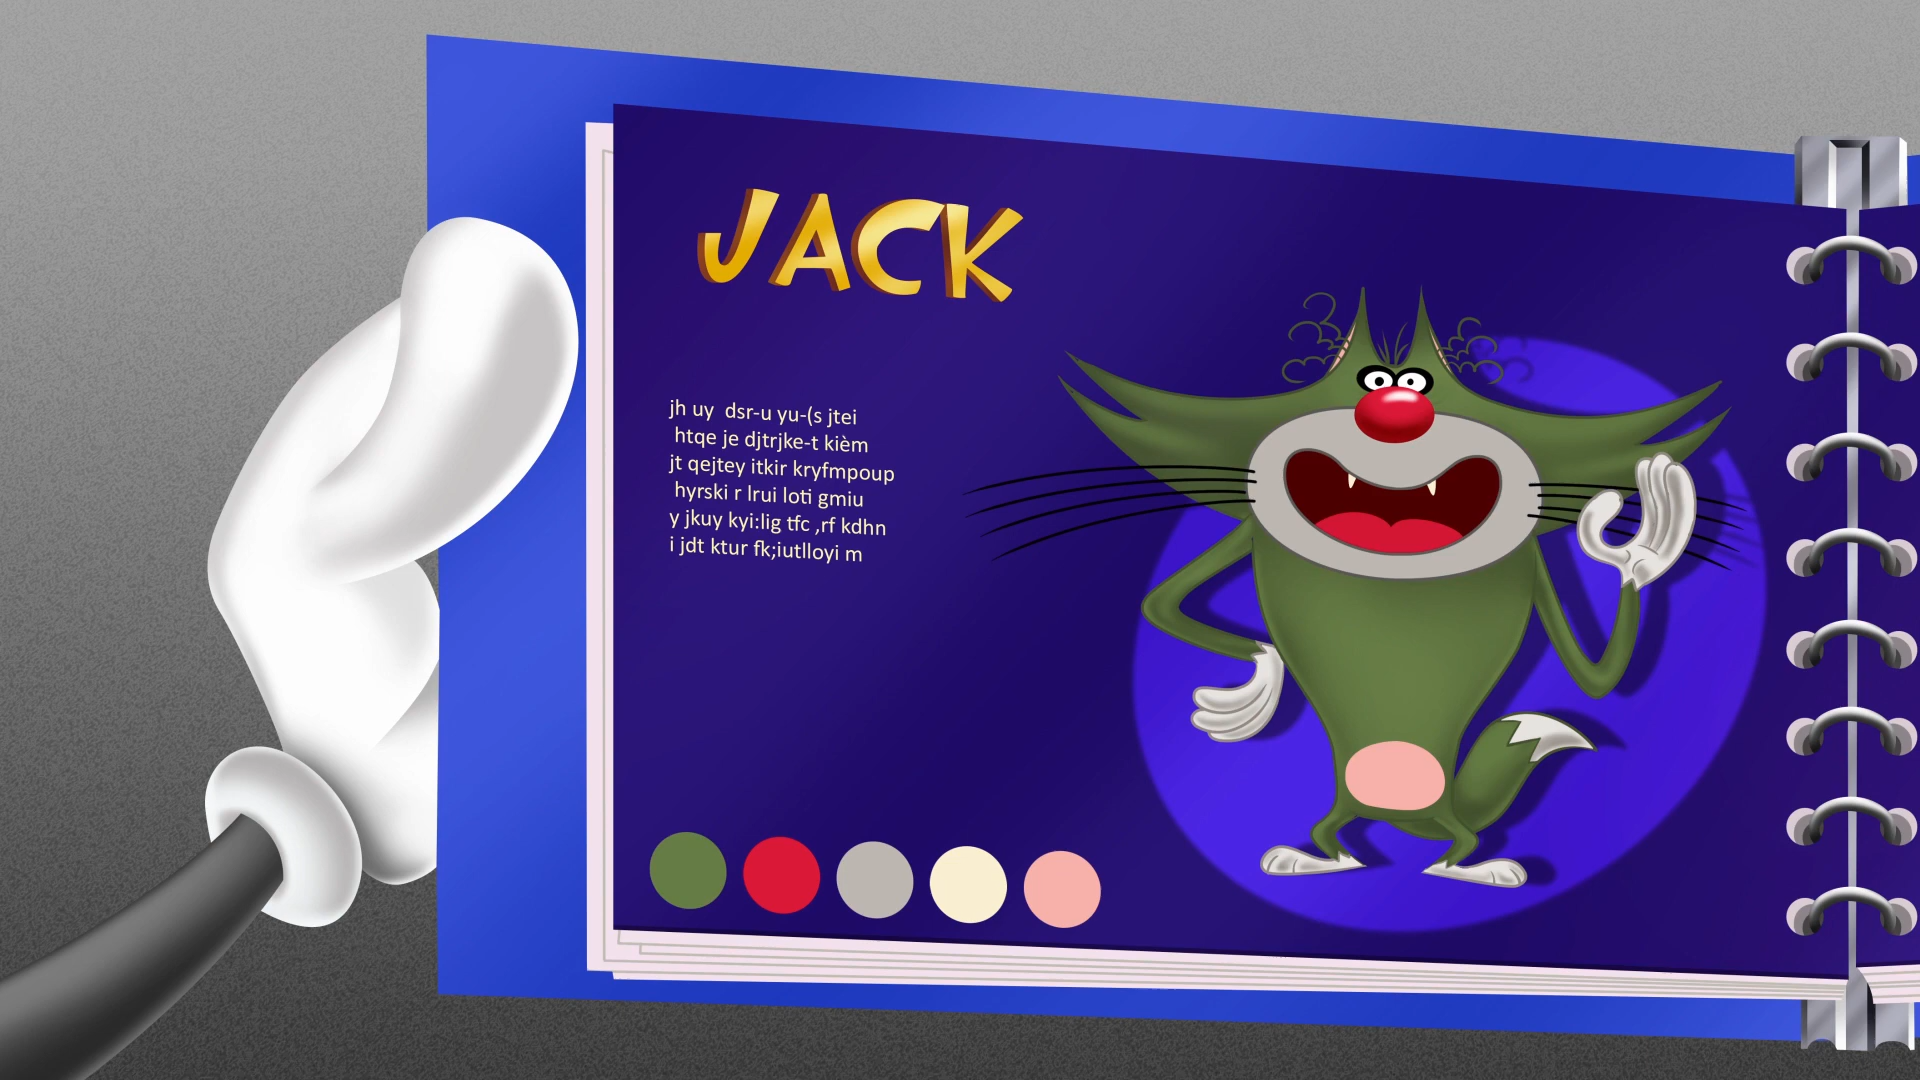 JACK
jh uy  dsr-u yu-(s jtei
htqe je djtrjke-t kièm
jt qejtey itkir kryfmpoup
hyrski r lrui loti gmiu
y jkuy kyi:lig tfc ,rf kdhn
i jdt ktur fk;iutlloyi m